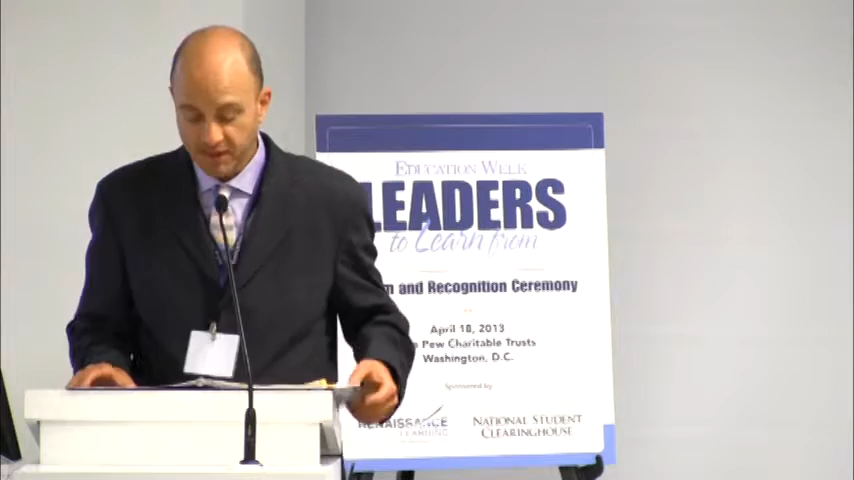 EDUCATION WEEK
LEADERS
to Learn from
and Recognition Ceremony
April 18, 2013
Pew Charitable Trusts
Washington, D.C.
Sponsored by
RENAISSANCE
LEARNING
NATIONAL STUDENT
CLEARINGHOUSE